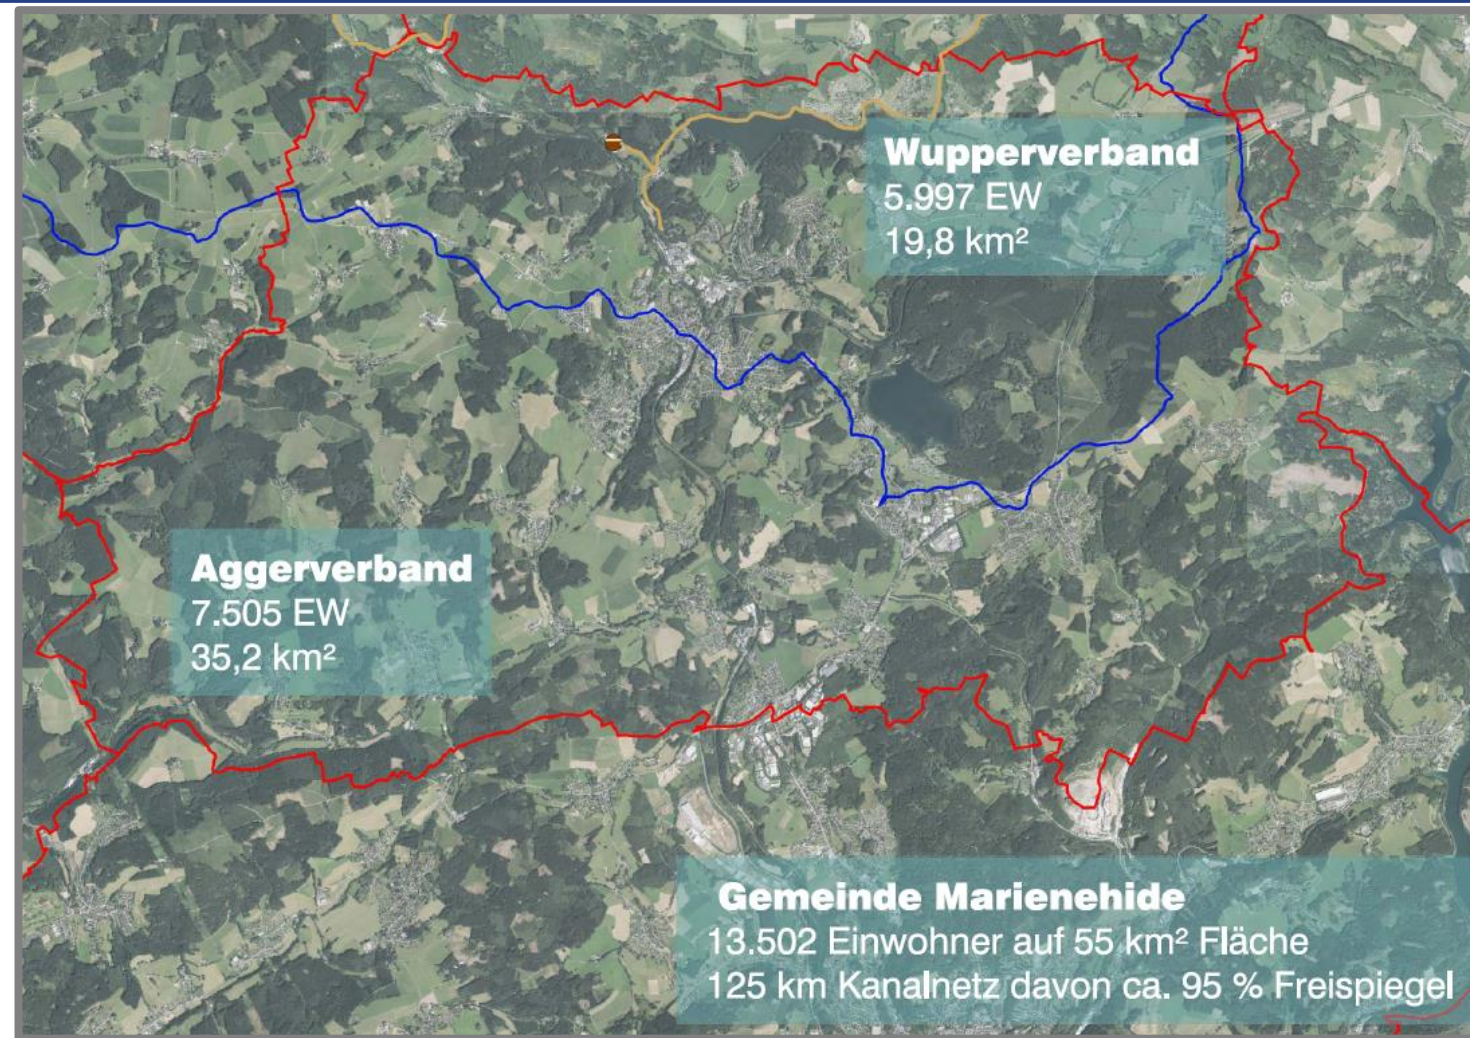 Wupperverband
5.997 EW
19,8 km²
Aggerverband
7.505 EW
35,2 km²
Gemeinde Marienehide
13.502 Einwohner auf 55 km² Fläche
125 km Kanalnetz davon ca. 95 % Freispiegel